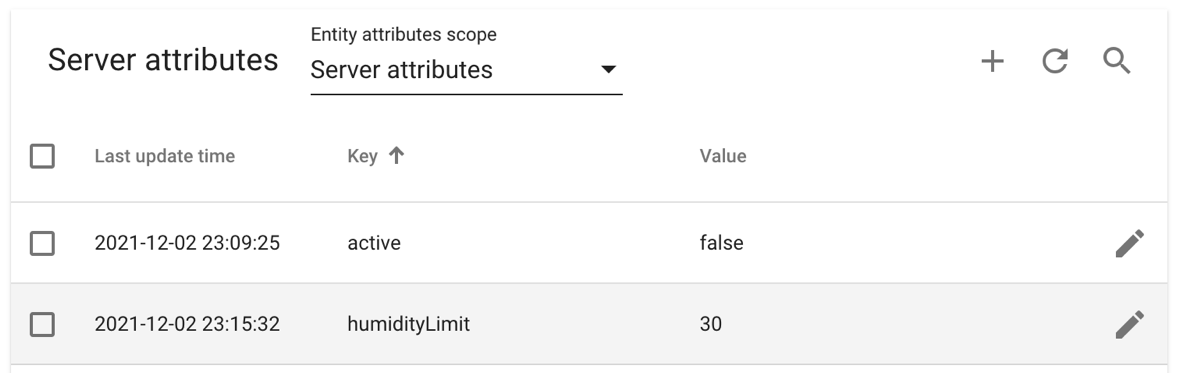 Server attributes
Entity attributes scope
Server attributes
Last update time Key Value
2021-12-02 23:09:25 active false
2021-12-02 23:15:32 humidityLimit 30